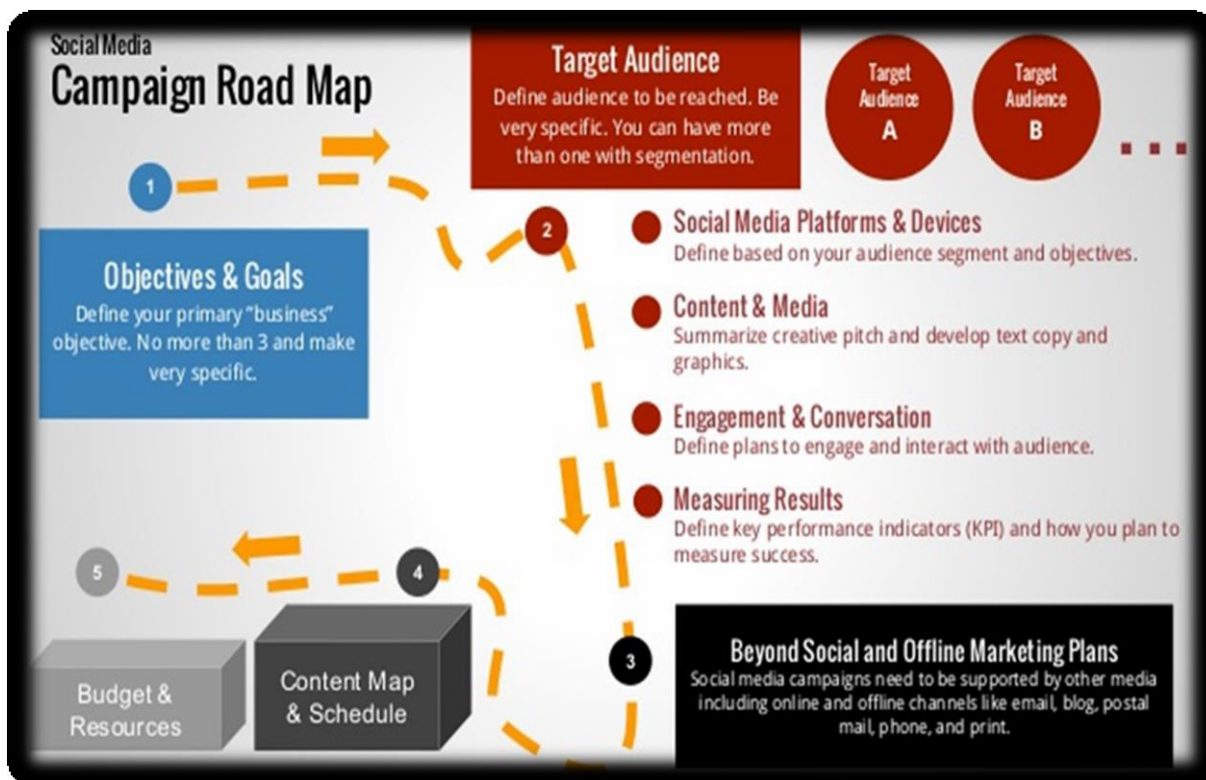 Social Media
Campaign Road Map
1
Objectives & Goals
Define your primary “business”
objective. No more than 3 and make
very specific.
Target Audience
Define audience to be reached. Be
very specific. You can have more
than one with segmentation.
Target
Audience
A
Target
Audience
B
2
Social Media Platforms & Devices
Define based on your audience segment and objectives.
Content & Media
Summarize creative pitch and develop text copy and
graphics.
Engagement & Conversation
Define plans to engage and interact with audience.
Measuring Results
Define key performance indicators (KPI) and how you plan to
measure success.
3
Beyond Social and Offline Marketing Plans
Social media campaigns need to be supported by other media
including online and offline channels like email, blog, postal
mail, phone, and print.
4
Content Map
& Schedule
5
Budget &
Resources